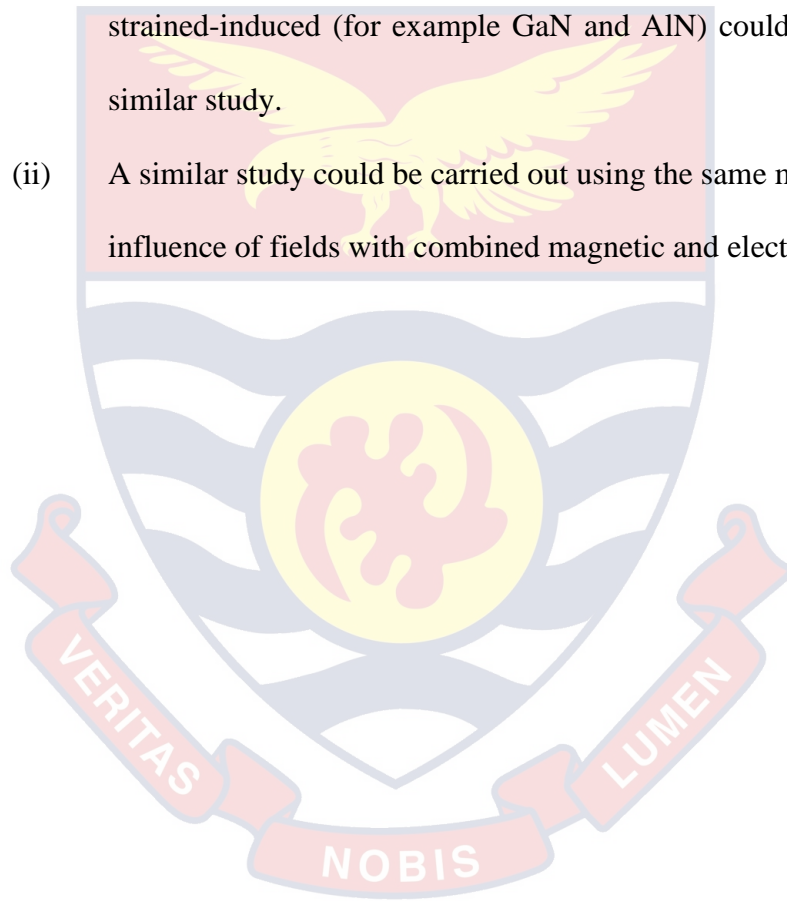 strained-induced (for example GaN and AlN) could
similar study.
(ii) A similar study could be carried out using the same
influence of fields with combined magnetic and
VERITAS
NOBIS
LUMEN